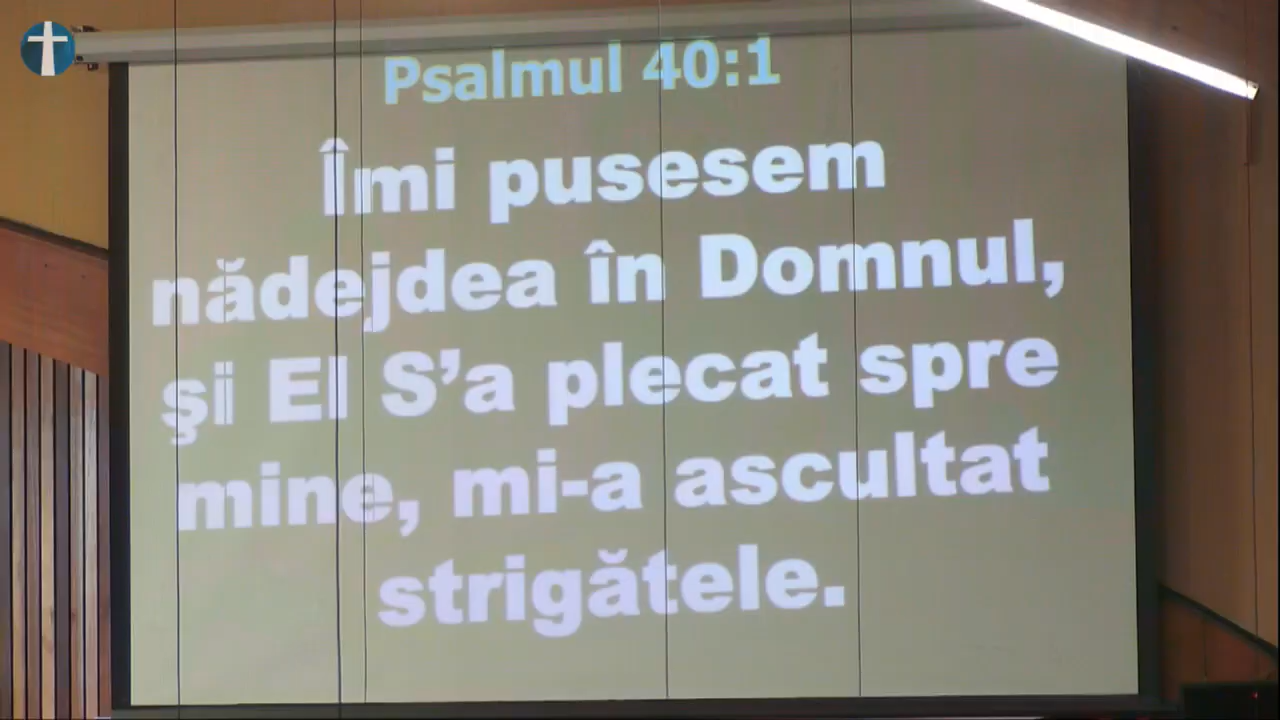 Psalmul 40:1
Îmi pusesem
nădejdea în Domnul,
şi El S’a plecat spre
mine, mi-a ascultat
strigătele.